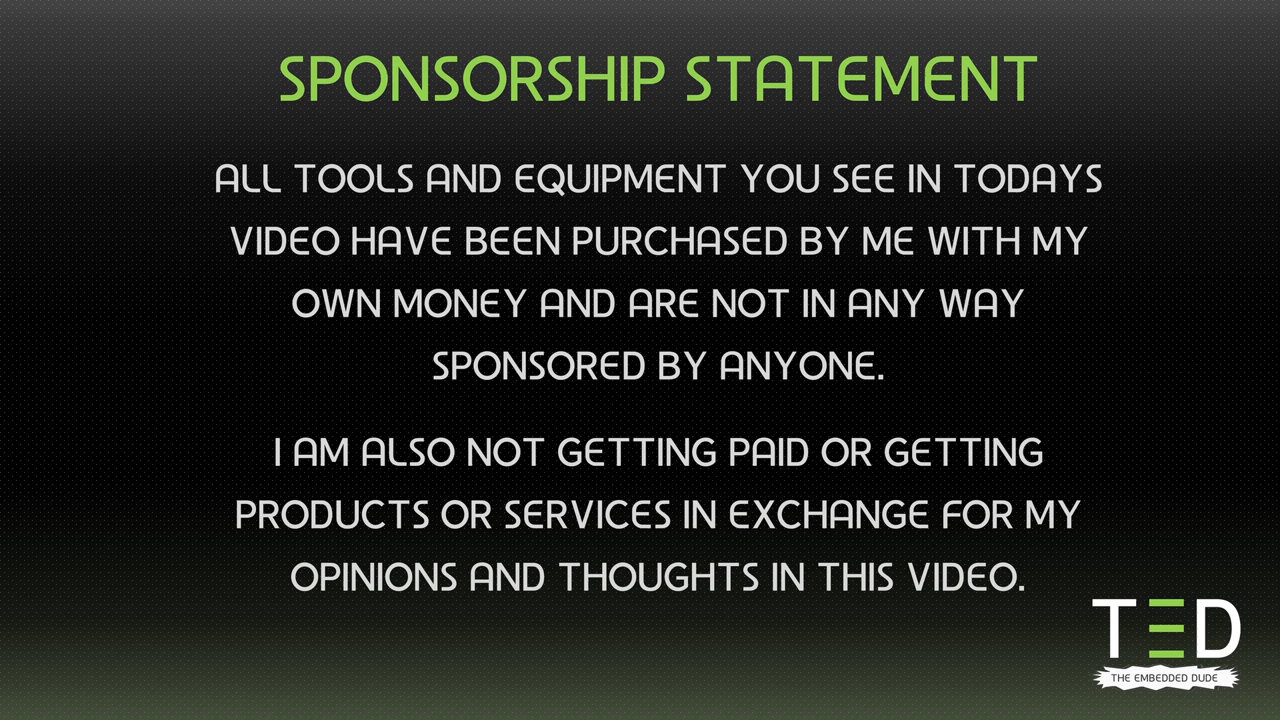 SPONSORSHIP STATEMENT
ALL TOOLS AND EQUIPMENT YOU SEE IN TODAYS
VIDEO HAVE BEEN PURCHASED BY ME WITH MY
OWN MONEY AND ARE NOT IN ANY WAY
SPONSORED BY ANYONE.
I AM ALSO NOT GETTING PAID OR GETTING
PRODUCTS OR SERVICES IN EXCHANGE FOR MY
OPINIONS AND THOUGHTS IN THIS VIDEO.
TED
THE EMBEDDED DUDE